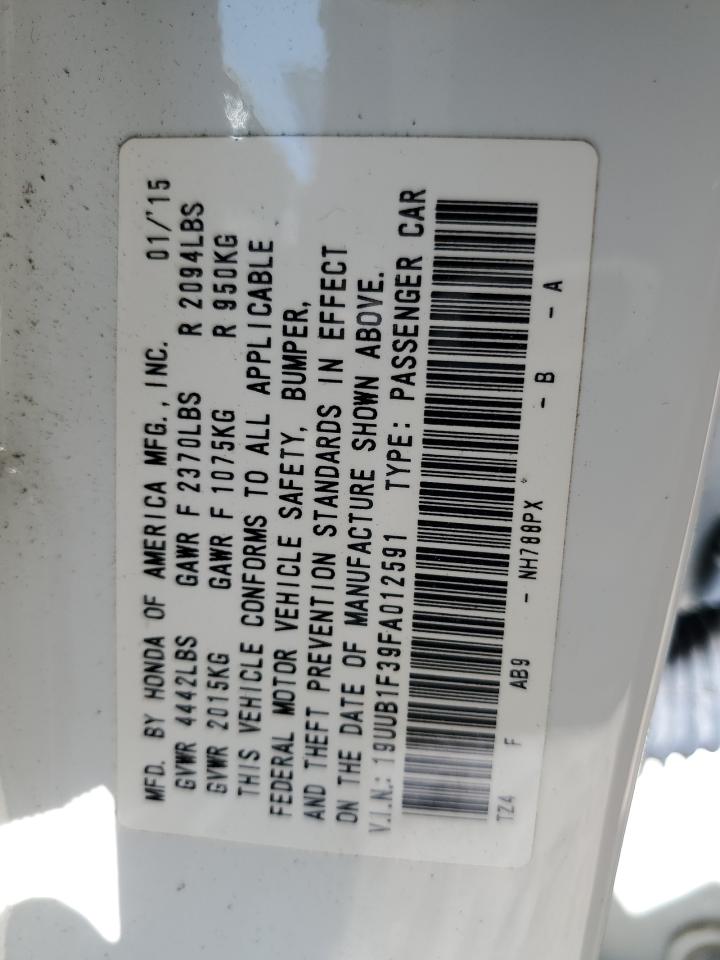 MFD. BY HONDA OF AMERICA MFG., INC. 01/'15
GVWR 4442LBS GAWR F 2370LBS R 2094LBS
GVWR 2015KG GAWR F 1075KG R 950KG
THIS VEHICLE CONFORMS TO ALL APPLICABLE
FEDERAL MOTOR VEHICLE SAFETY, BUMPER,
AND THEFT PREVENTION STANDARDS IN EFFECT
ON THE DATE OF MANUFACTURE SHOWN ABOVE.
V.I.N.: 19UUB1F39FA012591 TYPE: PASSENGER CAR
TZ4 F AB9 - NH788PX - B - A